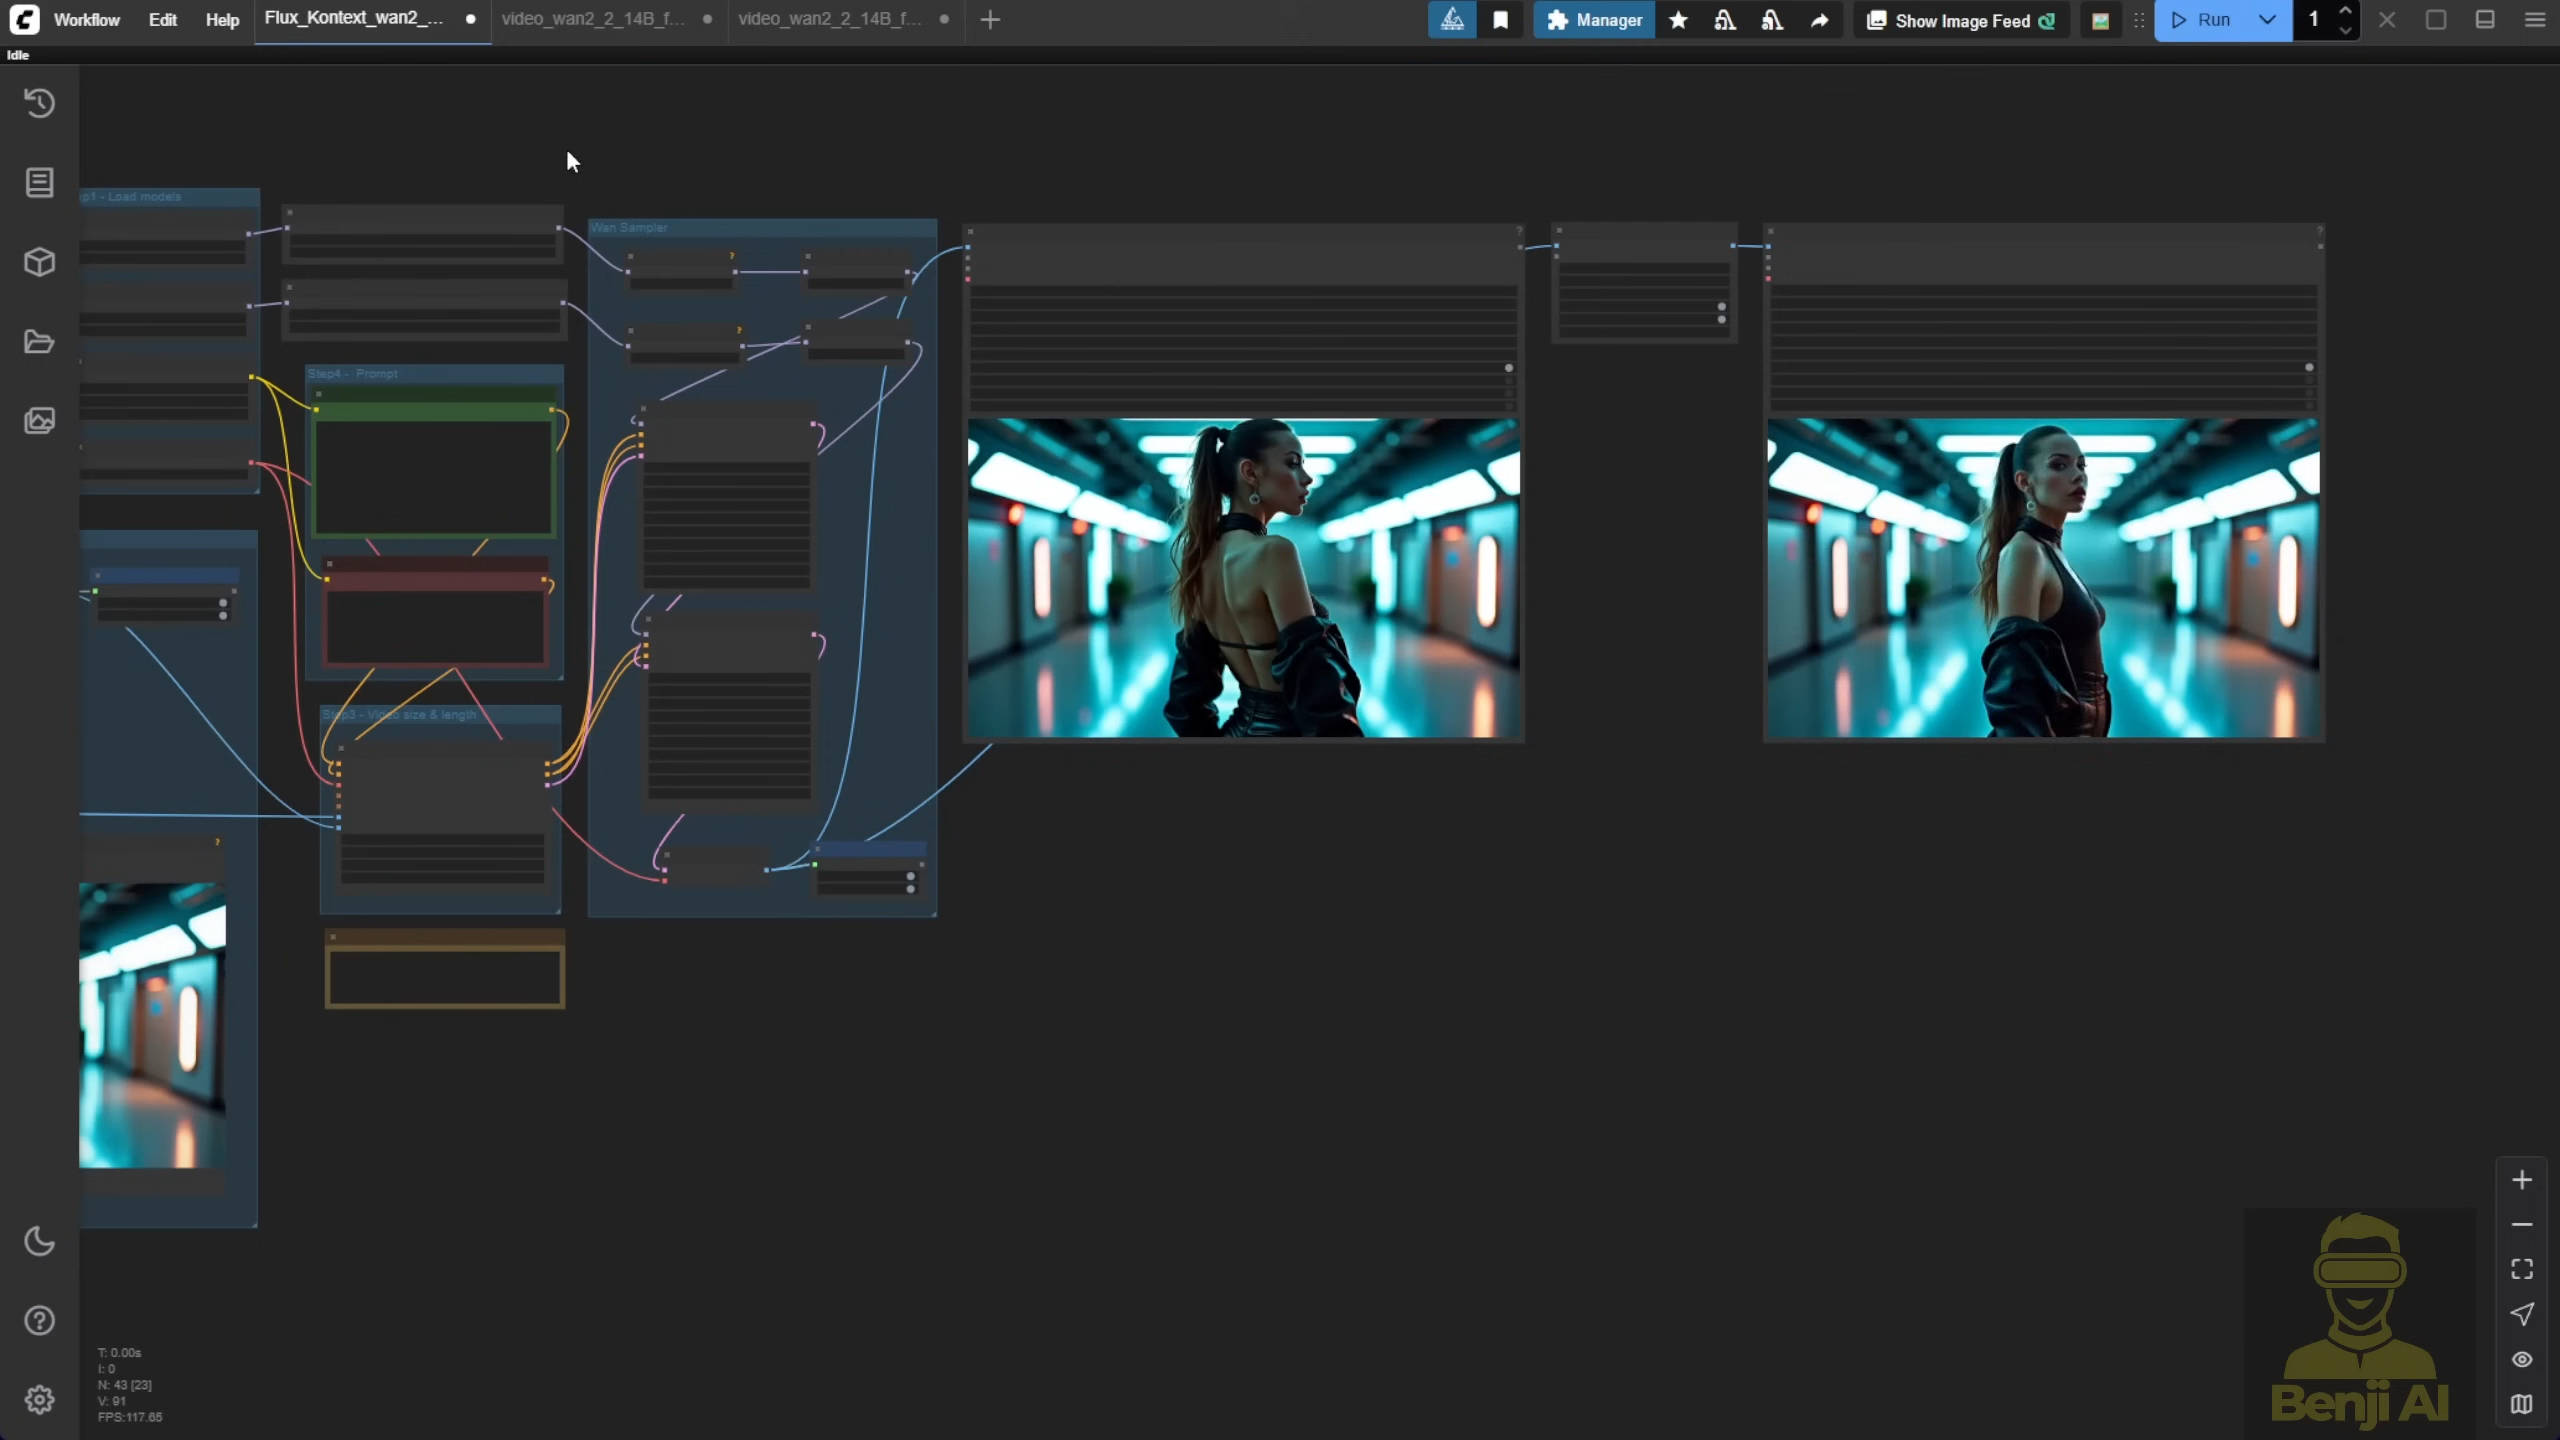 Workflow
Edit
Help
Flux_Kontext_wan2_...
video_wan2_2_14B_f...
video_wan2_2_14B_f...
Manager
Show Image Feed
Run
1
Idle
ep1 - Load models
Wan Sampler
Step4 - Prompt
Step3 - Video size & length
T: 0.00s
I: 0
N: 43 [23]
V: 91
FPS:117.65
Benji AI